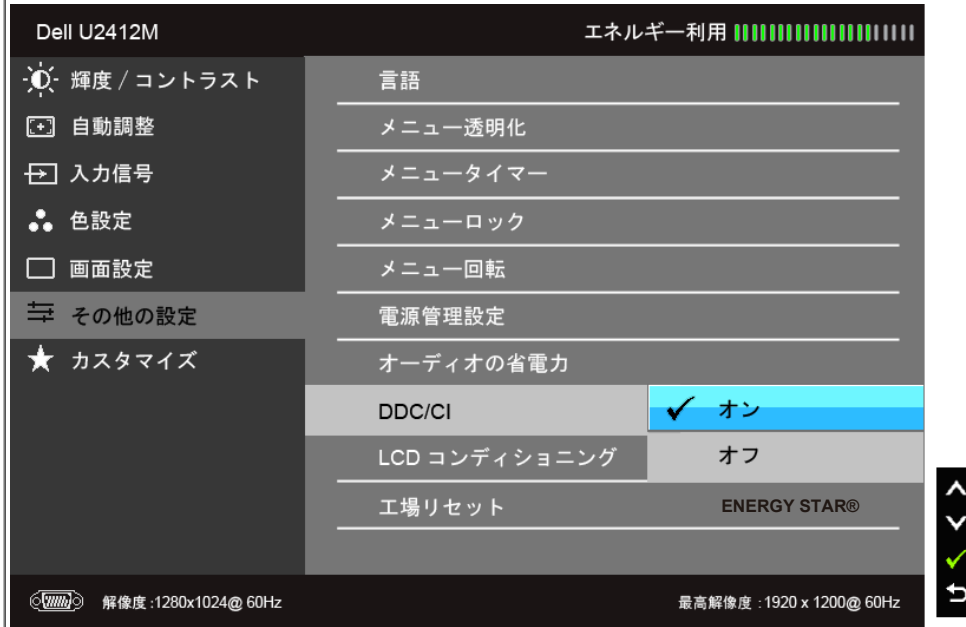 Dell U2412M
エネルギー利用
輝度 / コントラスト
自動調整
入力信号
色設定
画面設定
その他の設定
カスタマイズ
言語
メニュー透明化
メニュータイマー
メニューロック
メニュー回転
電源管理設定
オーディオの省電力
DDC/CI
オン
オフ
LCD コンディショニング
工場リセット
ENERGY STAR®
解像度 :1280x1024@ 60Hz
最高解像度 : 1920 x 1200@ 60Hz